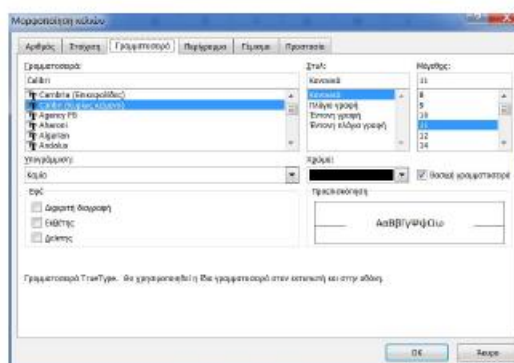 Μορφοποίηση κελιών
Αριθμός Στοίχιση Γραμματοσειρά Περίγραμμα Γέμισμα Προστασία
Γραμματοσειρά: Στυλ: Μέγεθος:
Calibri Κανονικά 11
Cambria (Επικεφαλίδες) Κανονικά 8
Calibri (Κυρίως κείμενο) Πλάγια γραφή 9
Agency FB Έντονη γραφή 10
Aharoni Έντονη πλάγια γραφή 11
Algerian 12
Andalus 14
Υπογράμμιση: Χρώμα:
Καμία Βασική γραμματοσειρά
Εφέ Προεπισκόπηση
Διακριτή διαγραφή
Εκθέτης ΑαΒβΓγΨψΩω
Δείκτης
Γραμματοσειρά TrueType. Θα χρησιμοποιηθεί η ίδια γραμματοσειρά στον εκτυπωτή και στην οθόνη.
OK Άκυρο